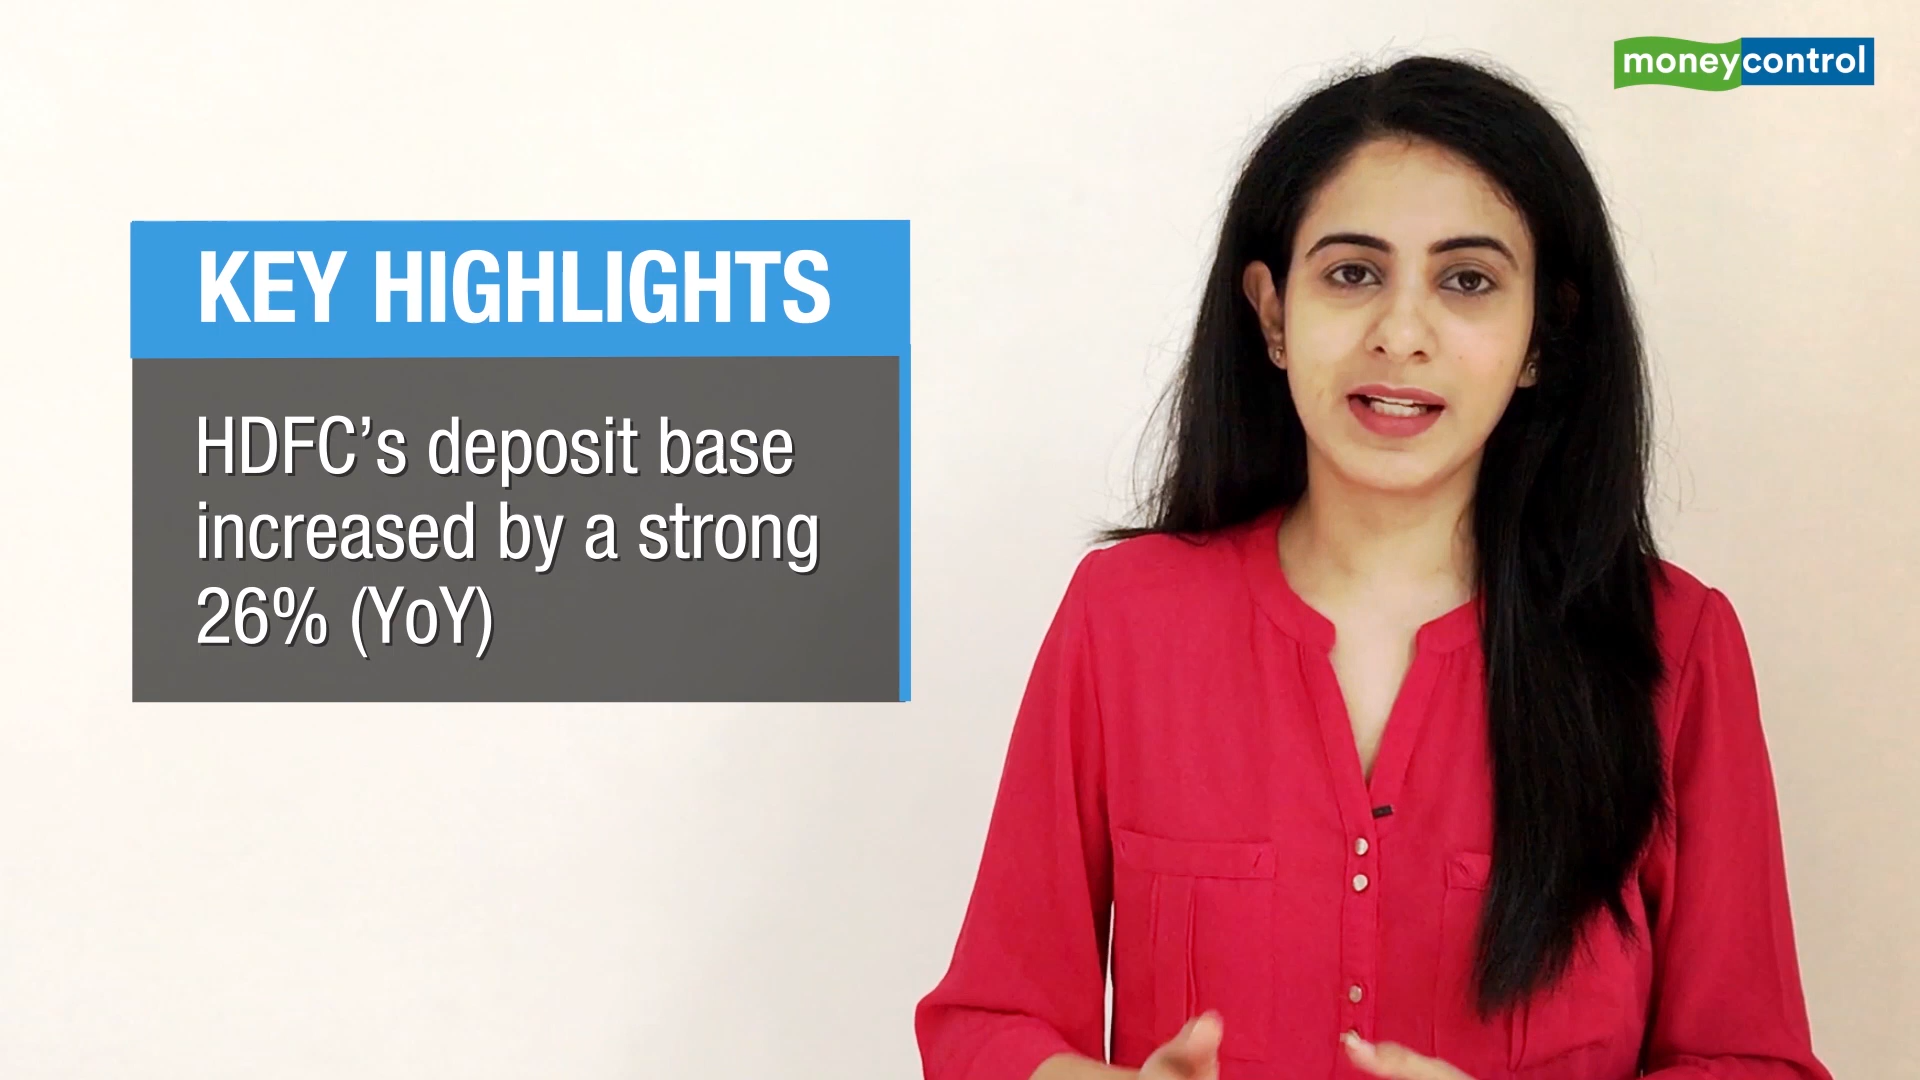 moneycontrol
KEY HIGHLIGHTS
HDFC’s deposit base
increased by a strong
26% (YoY)